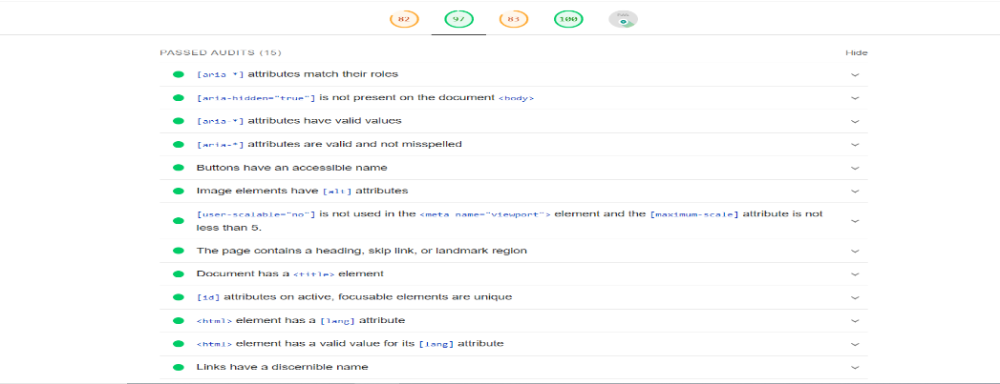 82 97 83 100
PASSED AUDITS (15) Hide
[aria-*] attributes match their roles
[aria-hidden="true"] is not present on the document <body>
[aria-*] attributes have valid values
[aria-*] attributes are valid and not misspelled
Buttons have an accessible name
Image elements have [alt] attributes
[user-scalable="no"] is not used in the <meta name="viewport"> element and the [maximum-scale] attribute is not
less than 5.
The page contains a heading, skip link, or landmark region
Document has a <title> element
[id] attributes on active, focusable elements are unique
<html> element has a [lang] attribute
<html> element has a valid value for its [lang] attribute
Links have a discernible name